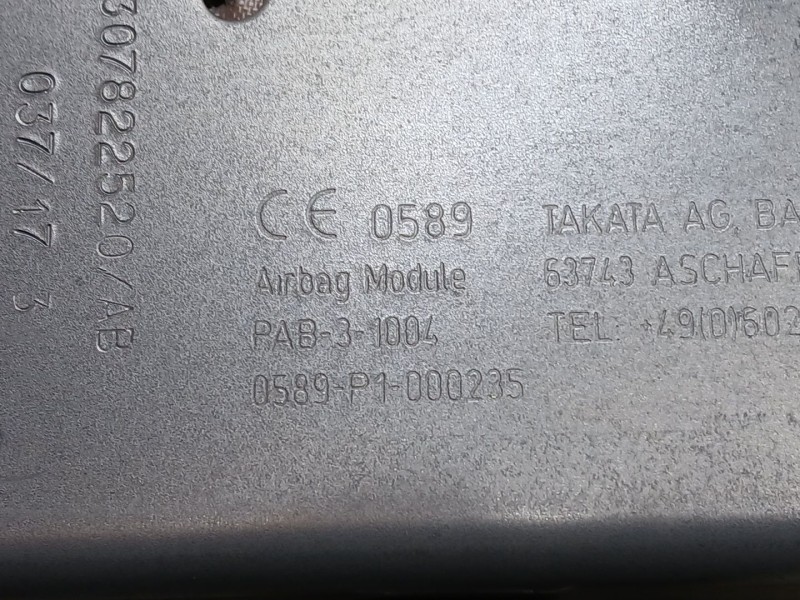 CE 0589
Airbag Module
PAB-3-1004
0589-P1-000235
TAKATA AG, BA
63743 ASCHAFF
TEL: +49(0)602
307822520/AB
037/17 3